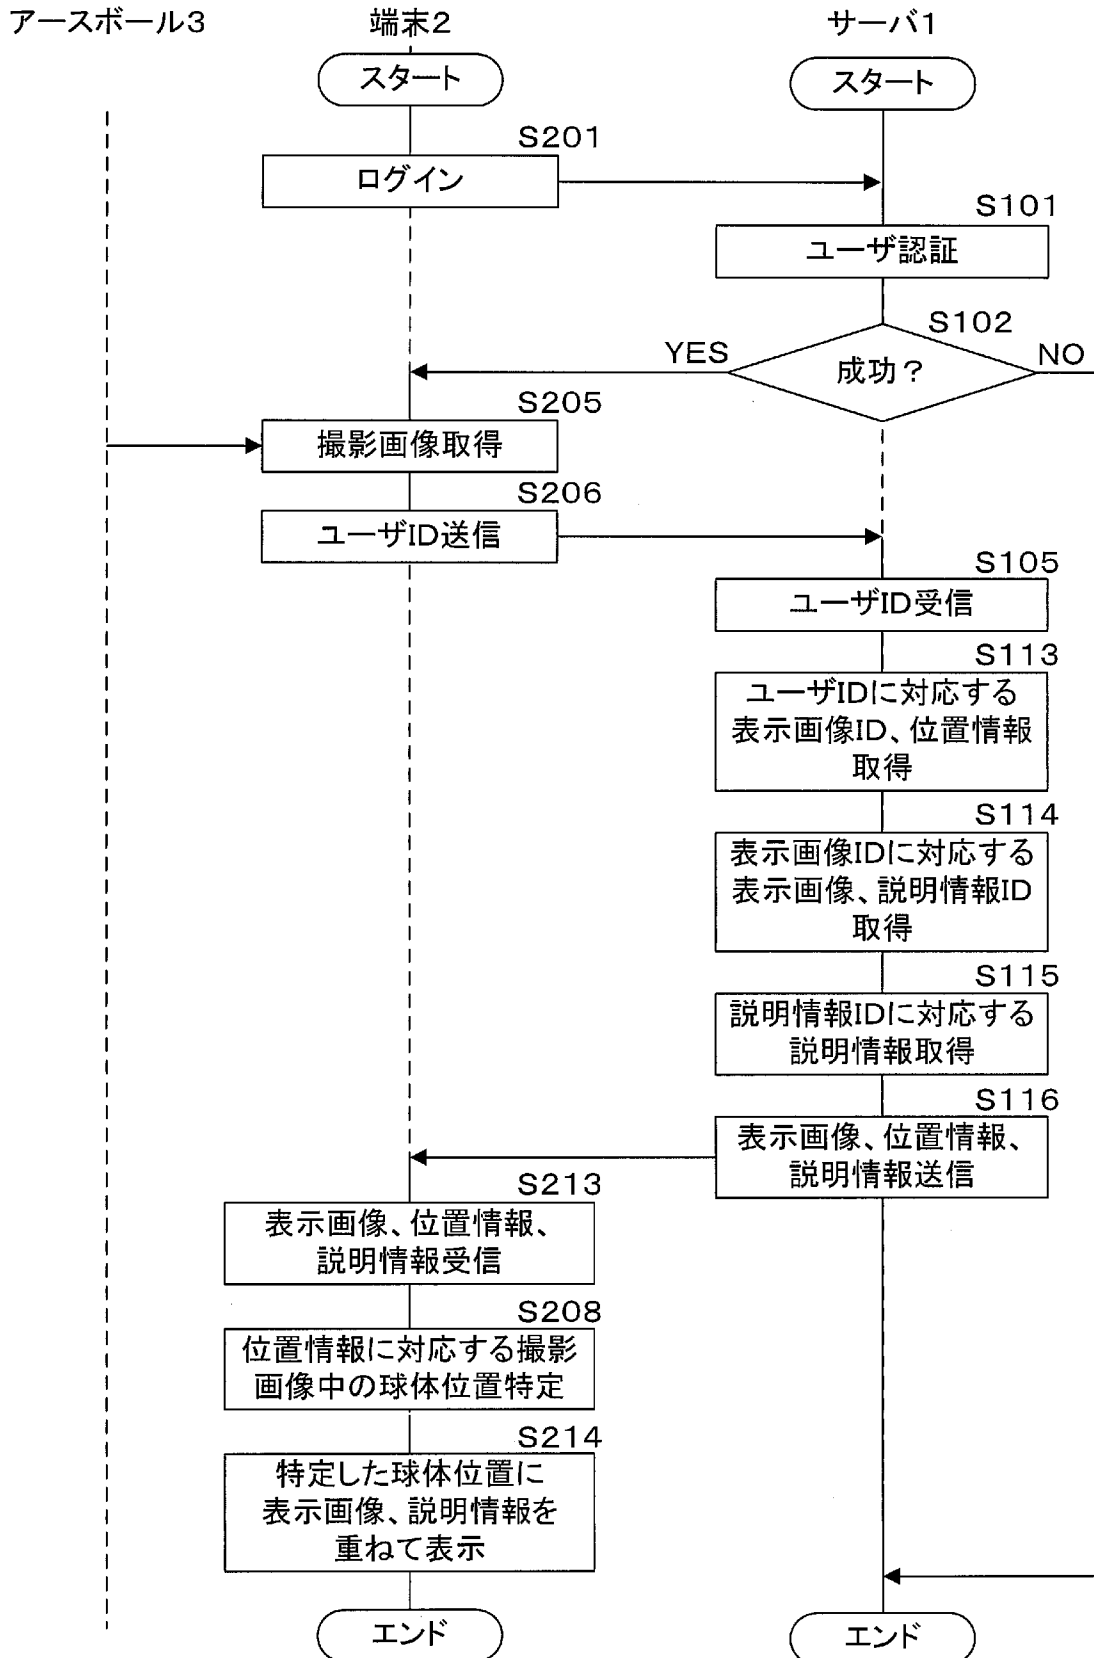 アースボール3
端末2
サーバ1
スタート
スタート
S201
ログイン
S101
ユーザ認証
S102
成功？
YES
NO
S205
撮影画像取得
S206
ユーザID送信
S105
ユーザID受信
S113
ユーザIDに対応する
表示画像ID、位置情報
取得
S114
表示画像IDに対応する
表示画像、説明情報ID
取得
S115
説明情報IDに対応する
説明情報取得
S116
表示画像、位置情報、
説明情報送信
S213
表示画像、位置情報、
説明情報受信
S208
位置情報に対応する撮影
画像中の球体位置特定
S214
特定した球体位置に
表示画像、説明情報を
重ねて表示
エンド
エンド